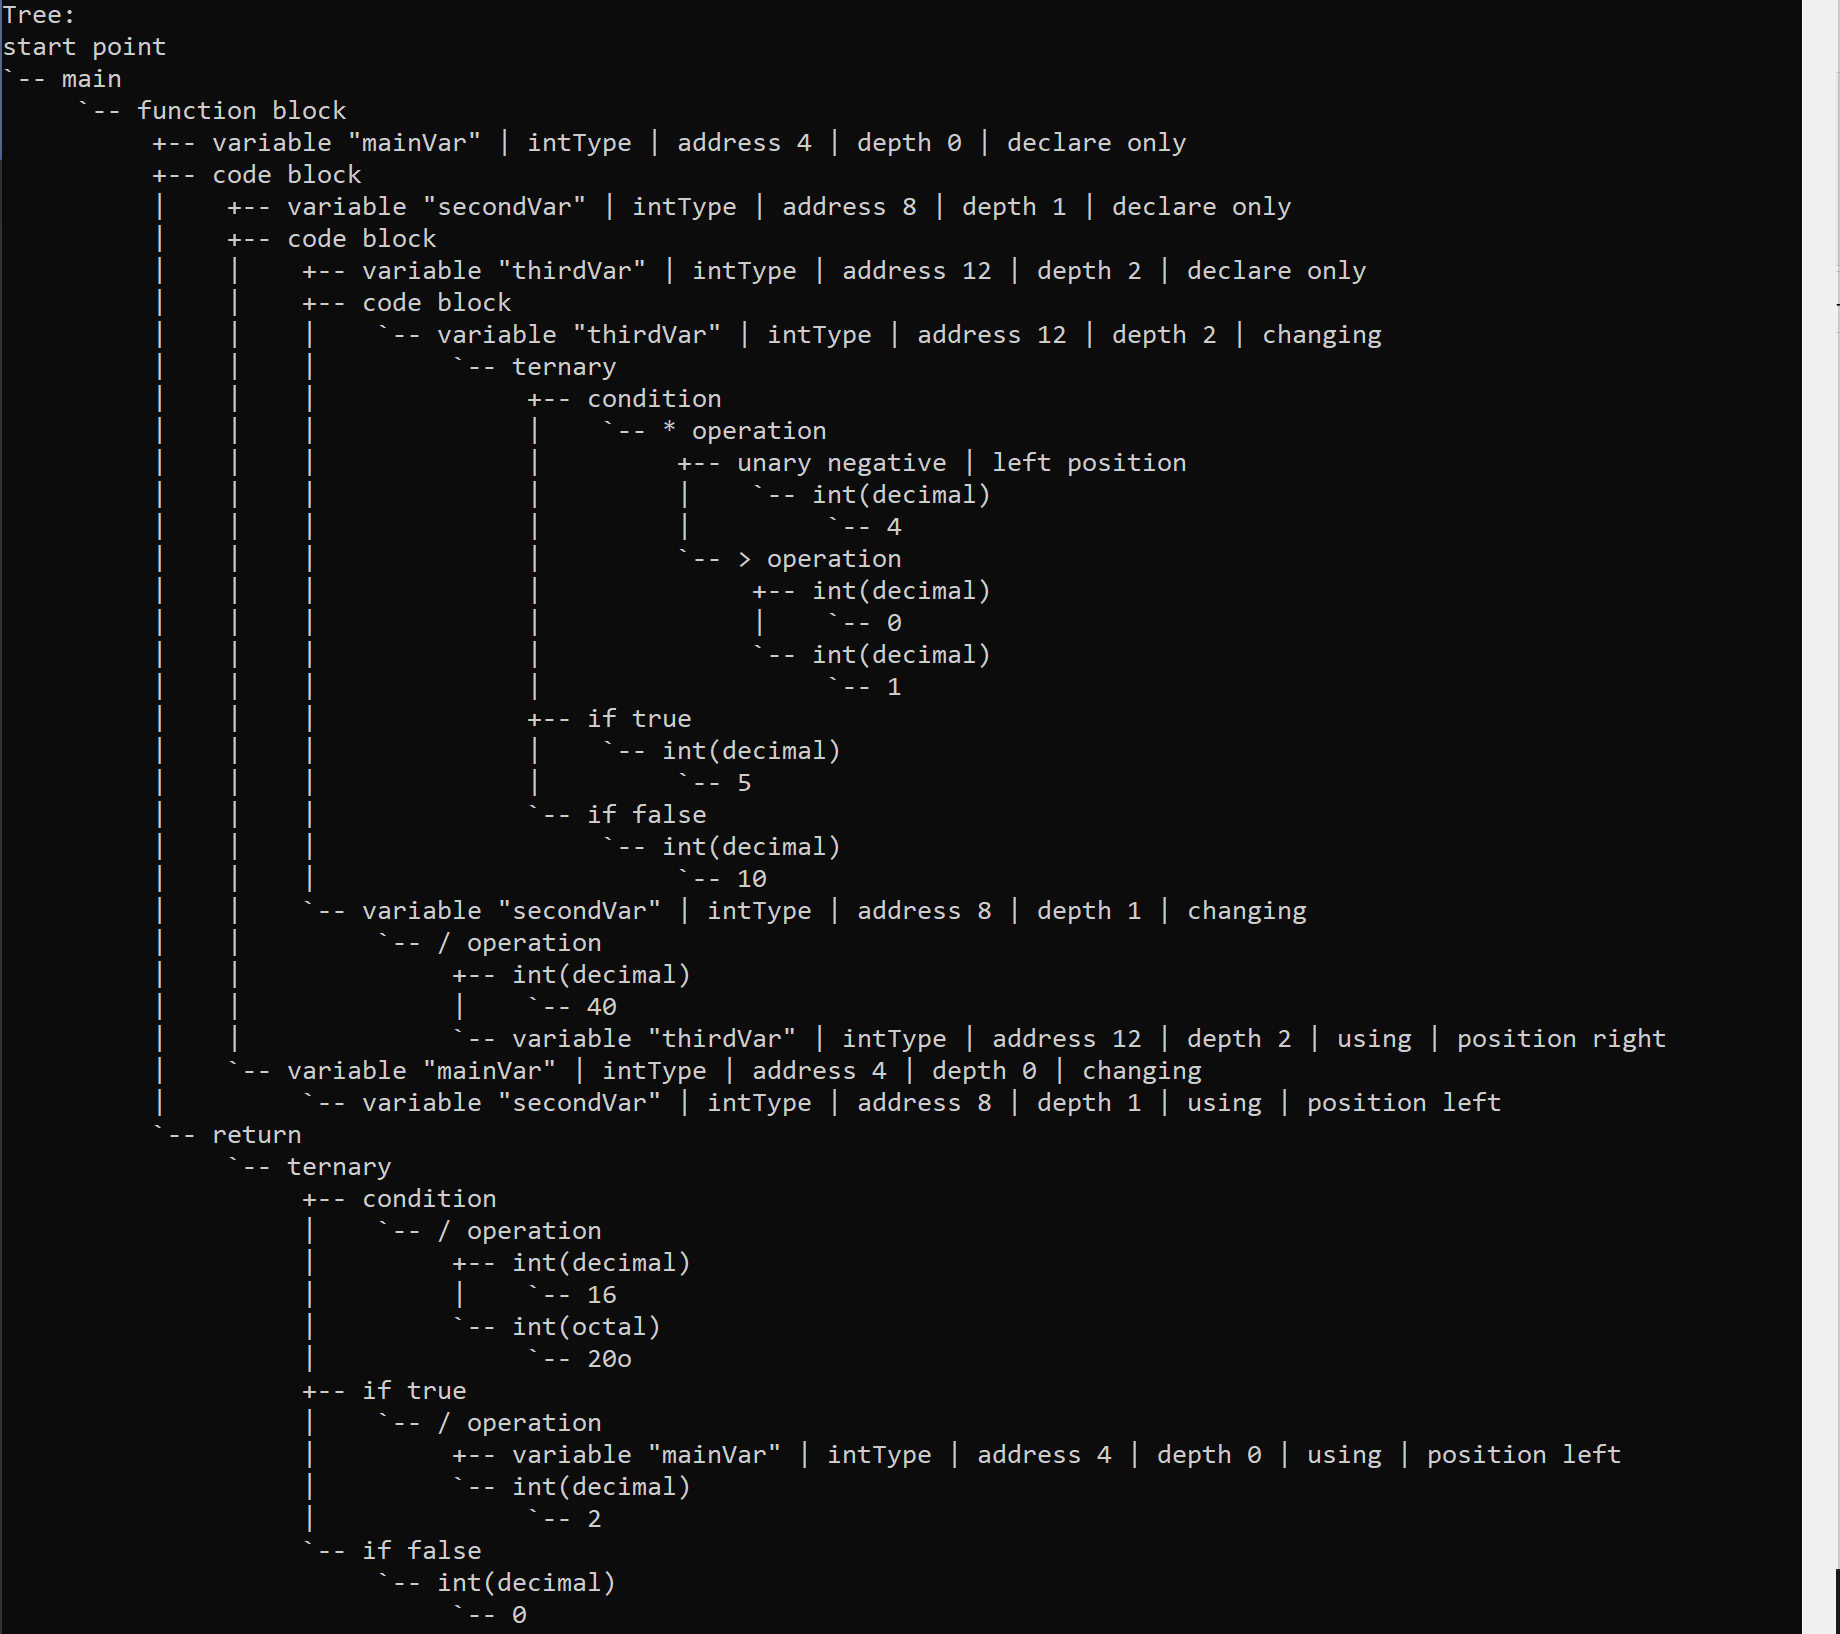 Tree:
start point
`-- main
     `-- function block
          +-- variable "mainVar" | intType | address 4 | depth 0 | declare only
          +-- code block
          |    +-- variable "secondVar" | intType | address 8 | depth 1 | declare only
          |    +-- code block
          |    |    +-- variable "thirdVar" | intType | address 12 | depth 2 | declare only
          |    |    +-- code block
          |    |    |    `-- variable "thirdVar" | intType | address 12 | depth 2 | changing
          |    |    |         `-- ternary
          |    |    |              +-- condition
          |    |    |              |    `-- * operation
          |    |    |              |         +-- unary negative | left position
          |    |    |              |         |    `-- int(decimal)
          |    |    |              |         |         `-- 4
          |    |    |              |         `-- > operation
          |    |    |              |              +-- int(decimal)
          |    |    |              |              |    `-- 0
          |    |    |              |              `-- int(decimal)
          |    |    |              |                   `-- 1
          |    |    |              +-- if true
          |    |    |              |    `-- int(decimal)
          |    |    |              |         `-- 5
          |    |    |              `-- if false
          |    |    |                   `-- int(decimal)
          |    |    |                        `-- 10
          |    |    `-- variable "secondVar" | intType | address 8 | depth 1 | changing
          |    |         `-- / operation
          |    |              +-- int(decimal)
          |    |              |    `-- 40
          |    |              `-- variable "thirdVar" | intType | address 12 | depth 2 | using | position right
          |    `-- variable "mainVar" | intType | address 4 | depth 0 | changing
          |         `-- variable "secondVar" | intType | address 8 | depth 1 | using | position left
          `-- return
               `-- ternary
                    +-- condition
                    |    `-- / operation
                    |         +-- int(decimal)
                    |         |    `-- 16
                    |         `-- int(octal)
                    |              `-- 20o
                    +-- if true
                    |    `-- / operation
                    |         +-- variable "mainVar" | intType | address 4 | depth 0 | using | position left
                    |         `-- int(decimal)
                    |              `-- 2
                    `-- if false
                         `-- int(decimal)
                              `-- 0